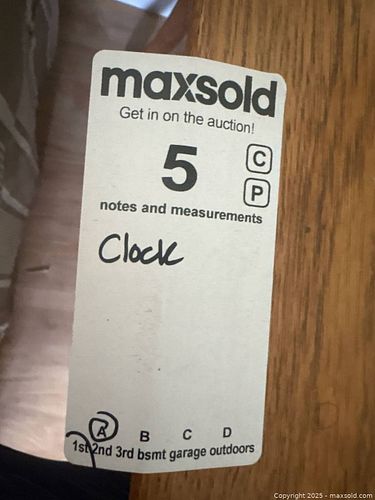 maxsold
Get in on the auction!
5
C
P
notes and measurements
Clock
A B C D
1st 2nd 3rd bsmt garage outdoors
Copyright 2025 - maxsold.com